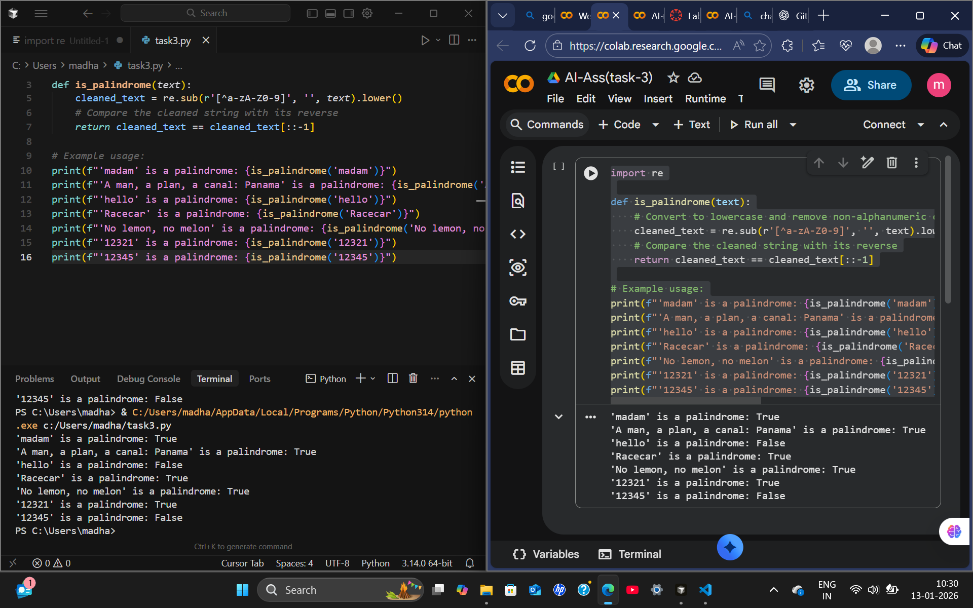 Search
import re Untitled-1
task3.py
C: > Users > madha > task3.py > ...
3 def is_palindrome(text):
5 cleaned_text = re.sub(r'[^a-zA-Z0-9]', '', text).lower()
6 # Compare the cleaned string with its reverse
7 return cleaned_text == cleaned_text[::-1]
8
9 # Example usage:
10 print(f"'madam' is a palindrome: {is_palindrome('madam')}")
11 print(f"'A man, a plan, a canal: Panama' is a palindrome: {is_palindrome('
12 print(f"'hello' is a palindrome: {is_palindrome('hello')}")
13 print(f"'Racecar' is a palindrome: {is_palindrome('Racecar')}")
14 print(f"'No lemon, no melon' is a palindrome: {is_palindrome('No lemon, no
15 print(f"'12321' is a palindrome: {is_palindrome('12321')}")
16 print(f"'12345' is a palindrome: {is_palindrome('12345')}")
Problems Output Debug Console Terminal Ports Python
'12345' is a palindrome: False
PS C:\Users\madha> & C:/Users/madha/AppData/Local/Programs/Python/Python314/python
.exe c:/Users/madha/task3.py
'madam' is a palindrome: True
'A man, a plan, a canal: Panama' is a palindrome: True
'hello' is a palindrome: False
'Racecar' is a palindrome: True
'No lemon, no melon' is a palindrome: True
'12321' is a palindrome: True
'12345' is a palindrome: False
PS C:\Users\madha>
Ctrl+K to generate command
0 0 Cursor Tab Spaces: 4 UTF-8 Python 3.14.0 64-bit
go We AI- Lal AI- ch Git
https://colab.research.google.c...
Chat
AI-Ass(task-3)
File Edit View Insert Runtime T
Share
m
Commands + Code + Text Run all Connect
[ ]
import re
def is_palindrome(text):
# Convert to lowercase and remove non-alphanumeric
cleaned_text = re.sub(r'[^a-zA-Z0-9]', '', text).low
# Compare the cleaned string with its reverse
return cleaned_text == cleaned_text[::-1]
# Example usage:
print(f"'madam' is a palindrome: {is_palindrome('madam'
print(f"'A man, a plan, a canal: Panama' is a palindrome
print(f"'hello' is a palindrome: {is_palindrome('hello'
print(f"'Racecar' is a palindrome: {is_palindrome('Race
print(f"'No lemon, no melon' is a palindrome: {is_palind
print(f"'12321' is a palindrome: {is_palindrome('12321'
print(f"'12345' is a palindrome: {is_palindrome('12345'
'madam' is a palindrome: True
'A man, a plan, a canal: Panama' is a palindrome: True
'hello' is a palindrome: False
'Racecar' is a palindrome: True
'No lemon, no melon' is a palindrome: True
'12321' is a palindrome: True
'12345' is a palindrome: False
{} Variables Terminal
1
Search
ENG
IN
10:30
13-01-2026